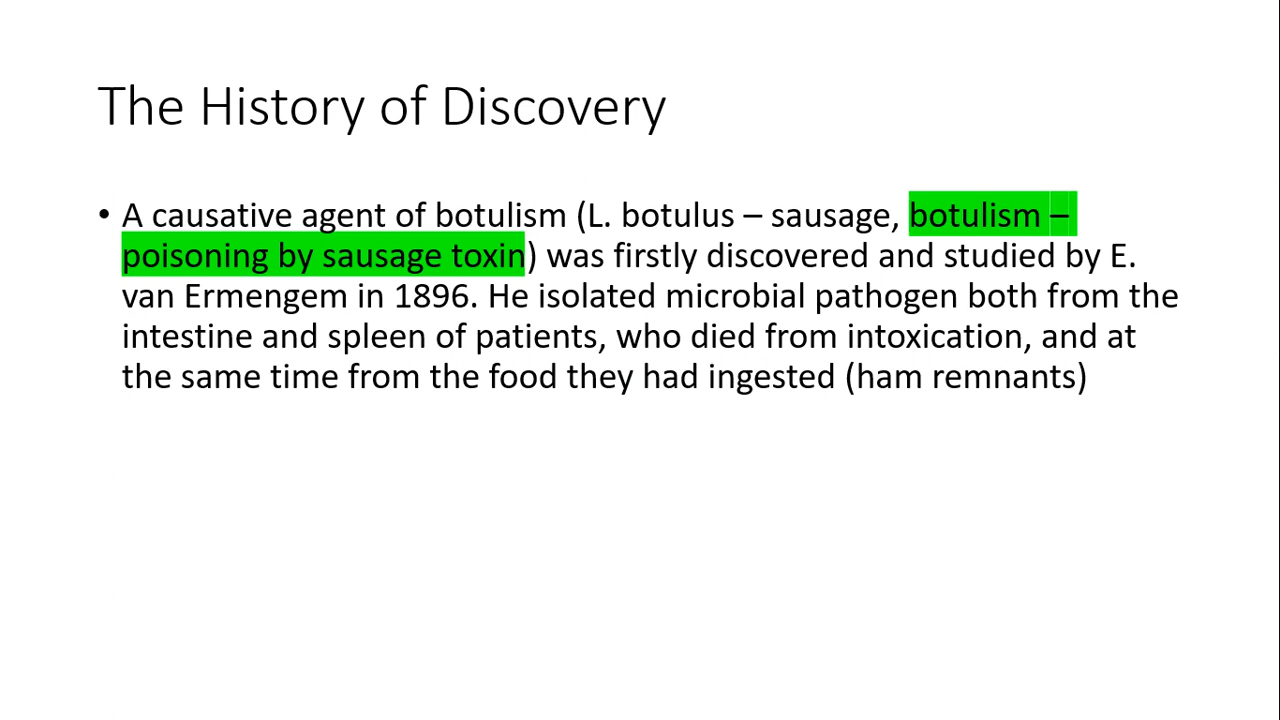 The History of Discovery
• A causative agent of botulism (L. botulus – sausage, botulism –
poisoning by sausage toxin) was firstly discovered and studied by E.
van Ermengem in 1896. He isolated microbial pathogen both from the
intestine and spleen of patients, who died from intoxication, and at
the same time from the food they had ingested (ham remnants)